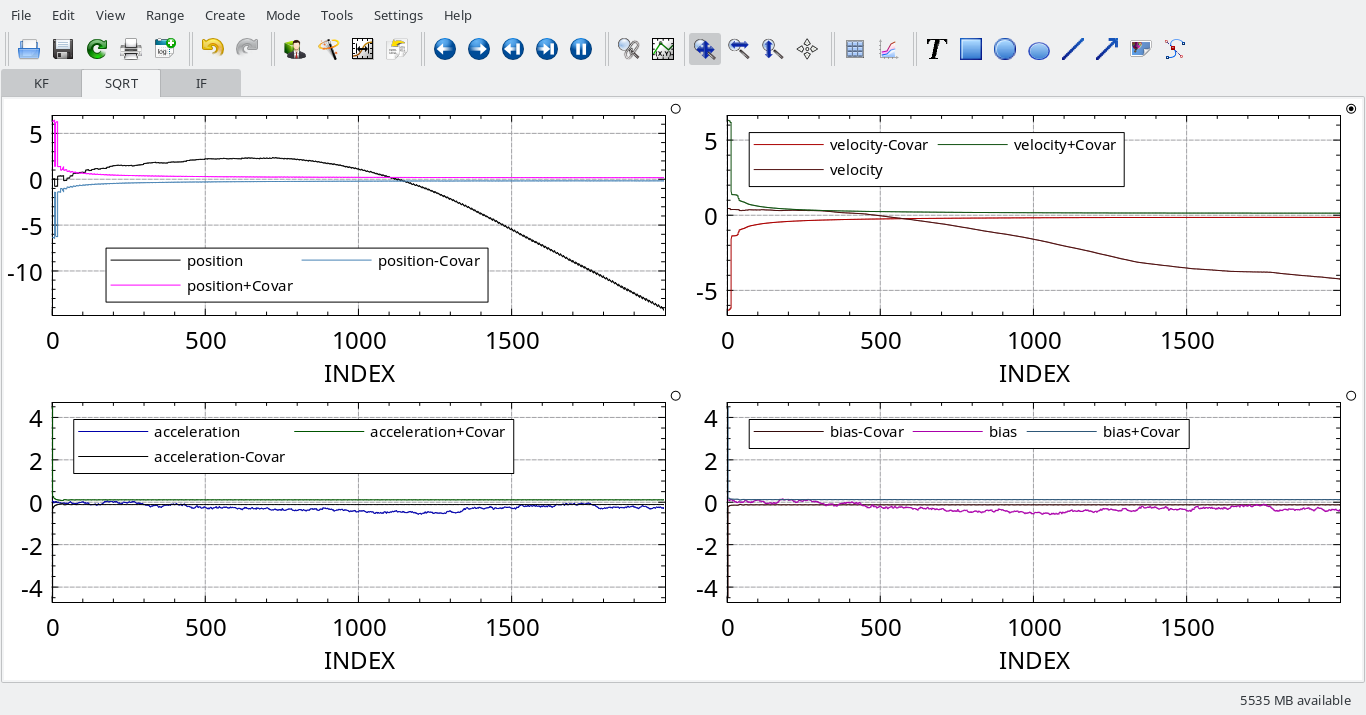 File Edit View Range Create Mode Tools Settings Help
log
(X,Y)
T
KF SQRT IF
5
0
-5
-10
position position-Covar
position+Covar
0 500 1000 1500
INDEX
5
0
-5
velocity-Covar velocity+Covar
velocity
0 500 1000 1500
INDEX
4
2
0
-2
-4
acceleration acceleration+Covar
acceleration-Covar
0 500 1000 1500
INDEX
4
2
0
-2
-4
bias-Covar bias bias+Covar
0 500 1000 1500
INDEX
5535 MB available